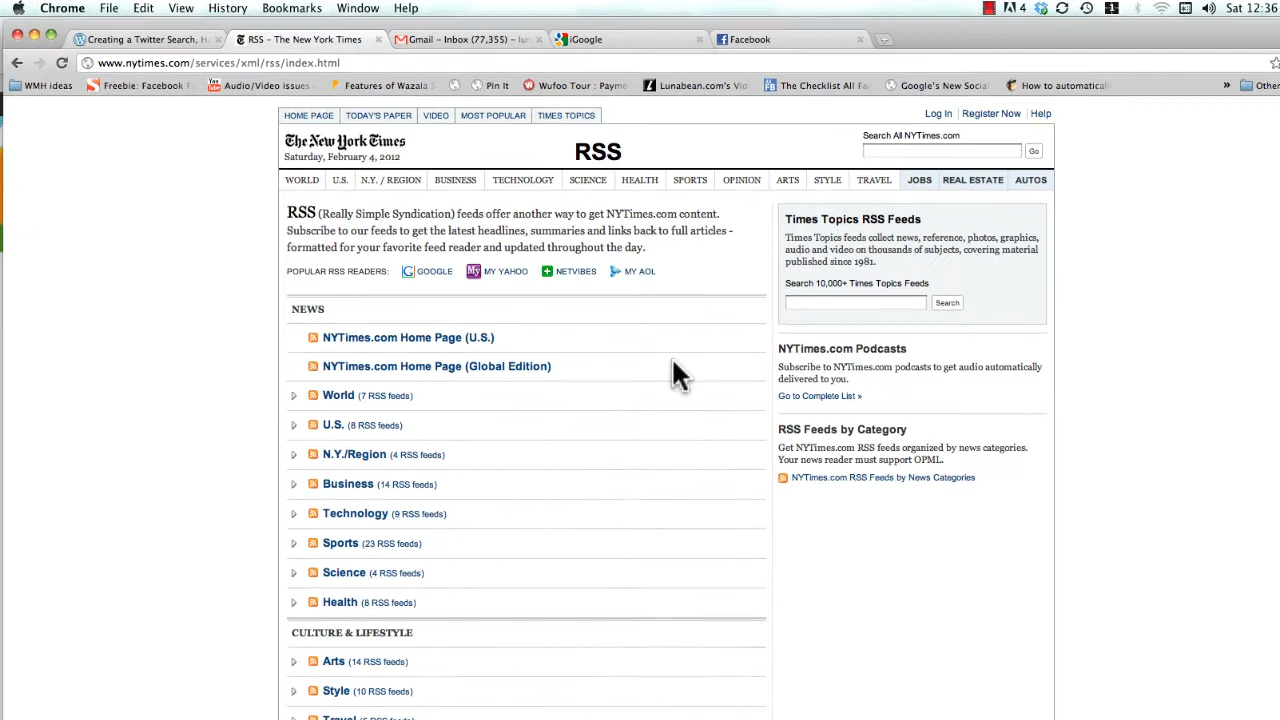 Chrome File Edit View History Bookmarks Window Help 4 1 Sat 12:36
Creating a Twitter Search, H RSS – The New York Times Gmail – Inbox (77,355) – lu iGoogle Facebook
www.nytimes.com/services/xml/rss/index.html
WMH ideas Freebie: Facebook F Audio/Video issues Features of Wazala Pin It Wufoo Tour : Payme Lunabean.com's Vid The Checklist All Fa Google's New Social How to automatical » Other
HOME PAGE TODAY'S PAPER VIDEO MOST POPULAR TIMES TOPICS Log In Register Now Help
The New York Times
Saturday, February 4, 2012
RSS
Search All NYTimes.com
Go
WORLD U.S. N.Y. / REGION BUSINESS TECHNOLOGY SCIENCE HEALTH SPORTS OPINION ARTS STYLE TRAVEL JOBS REAL ESTATE AUTOS
RSS (Really Simple Syndication) feeds offer another way to get NYTimes.com content.
Subscribe to our feeds to get the latest headlines, summaries and links back to full articles -
formatted for your favorite feed reader and updated throughout the day.
POPULAR RSS READERS: GOOGLE My MY YAHOO NETVIBES MY AOL
NEWS
NYTimes.com Home Page (U.S.)
NYTimes.com Home Page (Global Edition)
World (7 RSS feeds)
U.S. (8 RSS feeds)
N.Y./Region (4 RSS feeds)
Business (14 RSS feeds)
Technology (9 RSS feeds)
Sports (23 RSS feeds)
Science (4 RSS feeds)
Health (8 RSS feeds)
CULTURE & LIFESTYLE
Arts (14 RSS feeds)
Style (10 RSS feeds)
Travel (5 RSS feeds)
Times Topics RSS Feeds
Times Topics feeds collect news, reference, photos, graphics,
audio and video on thousands of subjects, covering material
published since 1981.
Search 10,000+ Times Topics Feeds
Search
NYTimes.com Podcasts
Subscribe to NYTimes.com podcasts to get audio automatically
delivered to you.
Go to Complete List »
RSS Feeds by Category
Get NYTimes.com RSS feeds organized by news categories.
Your news reader must support OPML.
NYTimes.com RSS Feeds by News Categories